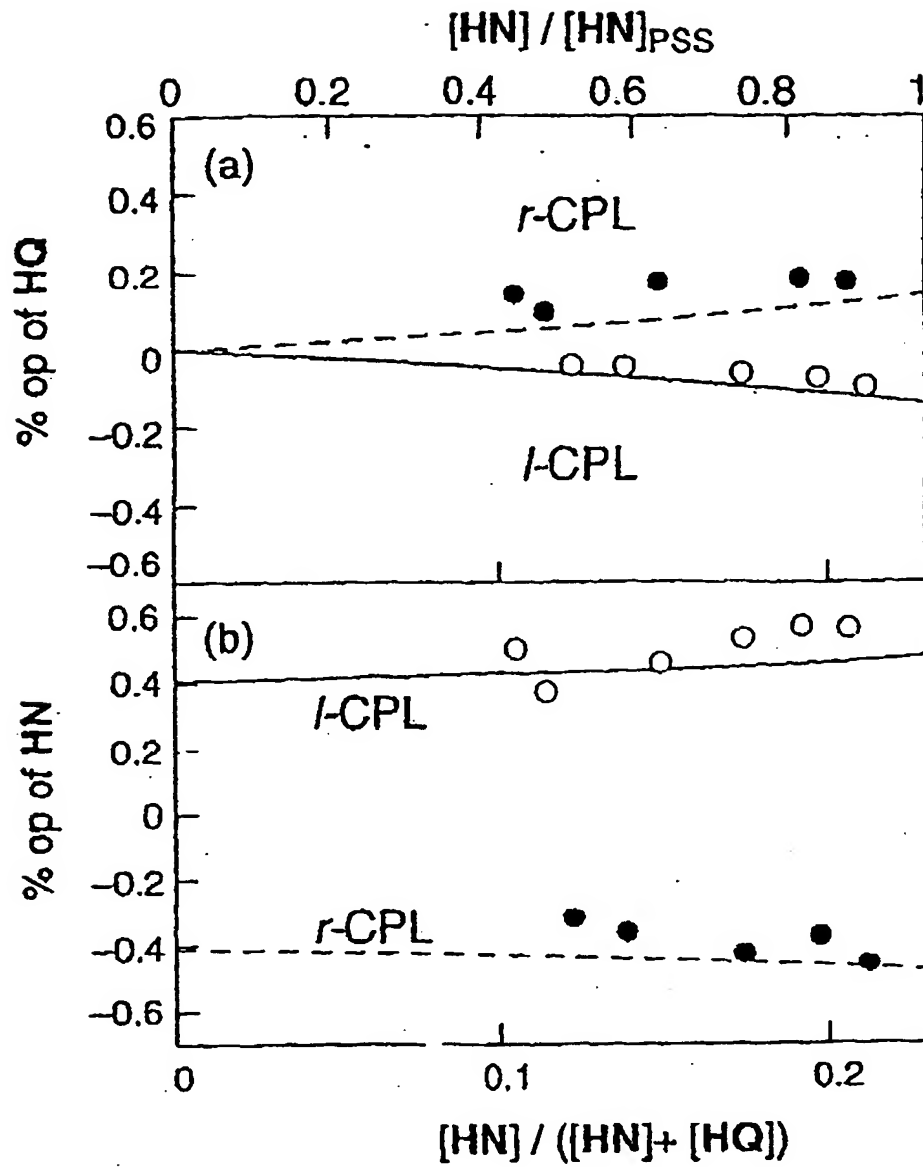 [HN] / [HN]PSS
0 0.2 0.4 0.6 0.8 1
0.6
(a)
0.4
r-CPL
0.2
% op of HQ
0
−0.2
l-CPL
−0.4
−0.6
0.6
(b)
0.4
l-CPL
0.2
% op of HN
0
−0.2
r-CPL
−0.4
−0.6
0 0.1 0.2
[HN] / ([HN]+ [HQ])